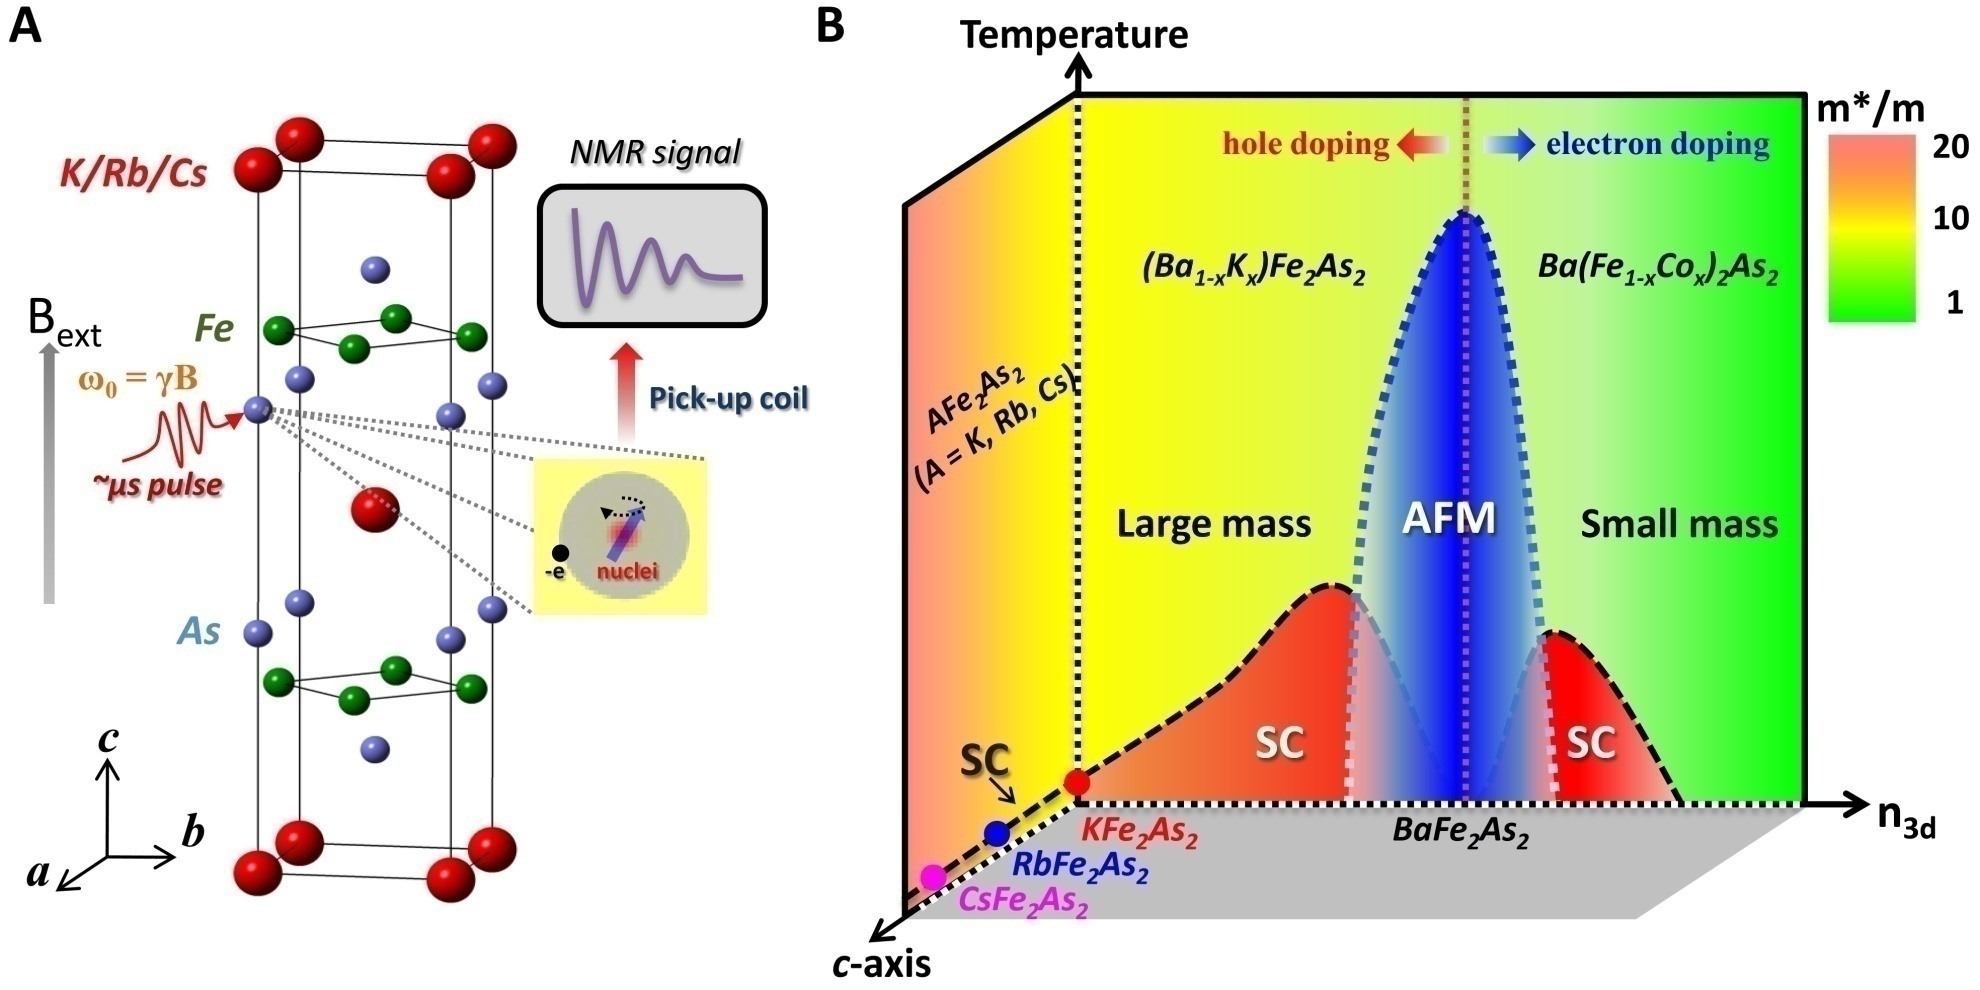 A
K/Rb/Cs
NMR signal
Fe
B_ext
ω₀ = γB
~μs pulse
Pick-up coil
-e
nuclei
As
c
b
a
B
Temperature
m*/m
20
10
1
hole doping
electron doping
(Ba₁₋ₓKₓ)Fe₂As₂
Ba(Fe₁₋ₓCoₓ)₂As₂
AFe₂As₂
(A = K, Rb, Cs)
Large mass
AFM
Small mass
SC
SC
SC
n₃d
KFe₂As₂
BaFe₂As₂
RbFe₂As₂
CsFe₂As₂
c-axis